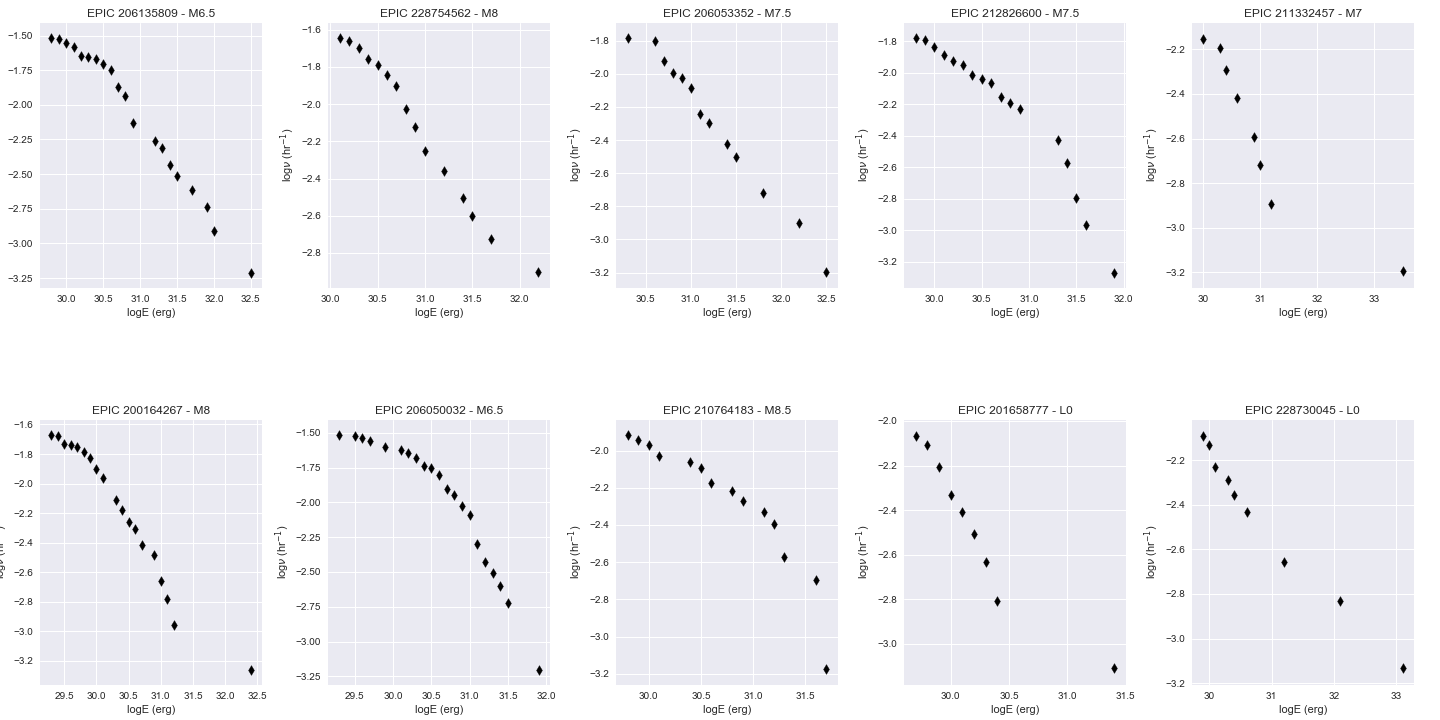 EPIC 206135809 - M6.5
−1.50
−1.75
−2.00
−2.25
−2.50
−2.75
−3.00
−3.25
30.0 30.5 31.0 31.5 32.0 32.5
logE (erg)
EPIC 228754562 - M8
logν (hr⁻¹)
−1.6
−1.8
−2.0
−2.2
−2.4
−2.6
−2.8
30.0 30.5 31.0 31.5 32.0
logE (erg)
EPIC 206053352 - M7.5
logν (hr⁻¹)
−1.8
−2.0
−2.2
−2.4
−2.6
−2.8
−3.0
−3.2
30.5 31.0 31.5 32.0 32.5
logE (erg)
EPIC 212826600 - M7.5
logν (hr⁻¹)
−1.8
−2.0
−2.2
−2.4
−2.6
−2.8
−3.0
−3.2
30.0 30.5 31.0 31.5 32.0
logE (erg)
EPIC 211332457 - M7
logν (hr⁻¹)
−2.2
−2.4
−2.6
−2.8
−3.0
−3.2
30 31 32 33
logE (erg)
EPIC 200164267 - M8
−1.6
−1.8
−2.0
−2.2
−2.4
−2.6
−2.8
−3.0
−3.2
29.5 30.0 30.5 31.0 31.5 32.0 32.5
logE (erg)
EPIC 206050032 - M6.5
logν (hr⁻¹)
−1.50
−1.75
−2.00
−2.25
−2.50
−2.75
−3.00
−3.25
29.5 30.0 30.5 31.0 31.5 32.0
logE (erg)
EPIC 210764183 - M8.5
logν (hr⁻¹)
−2.0
−2.2
−2.4
−2.6
−2.8
−3.0
−3.2
30.0 30.5 31.0 31.5
logE (erg)
EPIC 201658777 - L0
logν (hr⁻¹)
−2.0
−2.2
−2.4
−2.6
−2.8
−3.0
30.0 30.5 31.0 31.5
logE (erg)
EPIC 228730045 - L0
logν (hr⁻¹)
−2.2
−2.4
−2.6
−2.8
−3.0
−3.2
30 31 32 33
logE (erg)